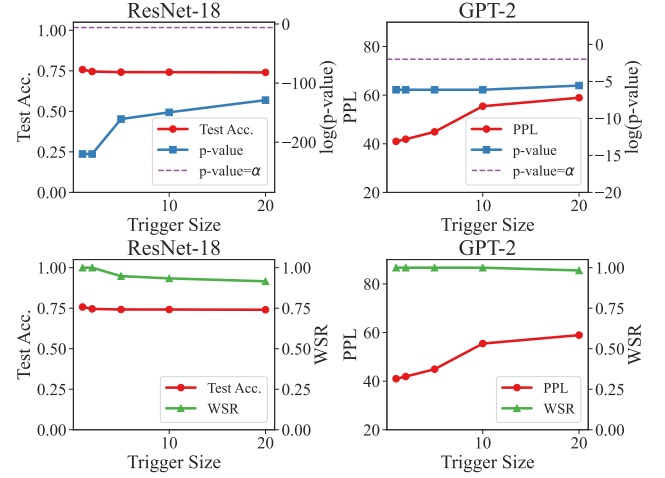 ResNet-18
GPT-2
1.00
0.75
0.50
0.25
0.00
Test Acc.
0
−100
−200
log(p-value)
Test Acc.
p-value
p-value=α
10
20
Trigger Size
80
60
40
20
PPL
0
−5
−10
−15
−20
log(p-value)
PPL
p-value
p-value=α
10
20
Trigger Size
ResNet-18
GPT-2
1.00
0.75
0.50
0.25
0.00
Test Acc.
1.00
0.75
0.50
0.25
0.00
WSR
Test Acc.
WSR
10
20
Trigger Size
80
60
40
20
PPL
1.00
0.75
0.50
0.25
0.00
WSR
PPL
WSR
10
20
Trigger Size